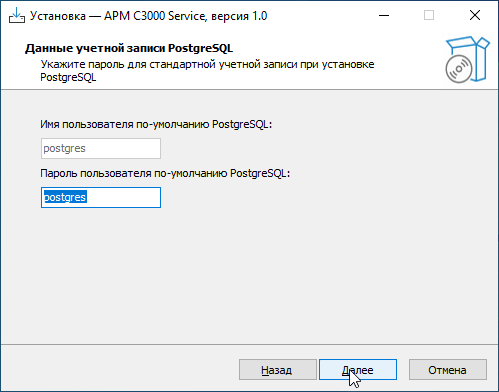 Установка — АРМ С3000 Service, версия 1.0
Данные учетной записи PostgreSQL
Укажите пароль для стандартной учетной записи при установке
PostgreSQL
Имя пользователя по-умолчанию PostgreSQL:
postgres
Пароль пользователя по-умолчанию PostgreSQL:
postgres
Назад Далее Отмена